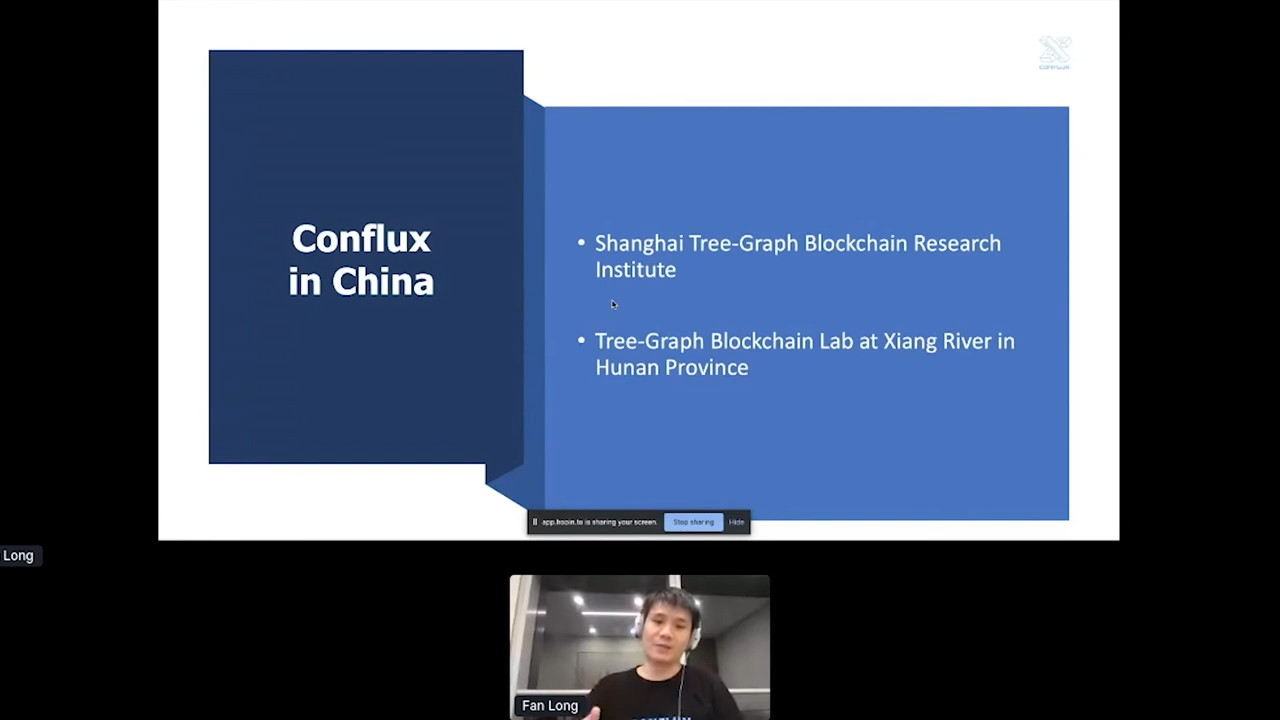 CONFLUX
Conflux
in China
• Shanghai Tree-Graph Blockchain Research
Institute
• Tree-Graph Blockchain Lab at Xiang River in
Hunan Province
app.hopin.to is sharing your screen. Stop sharing Hide
Long
Fan Long